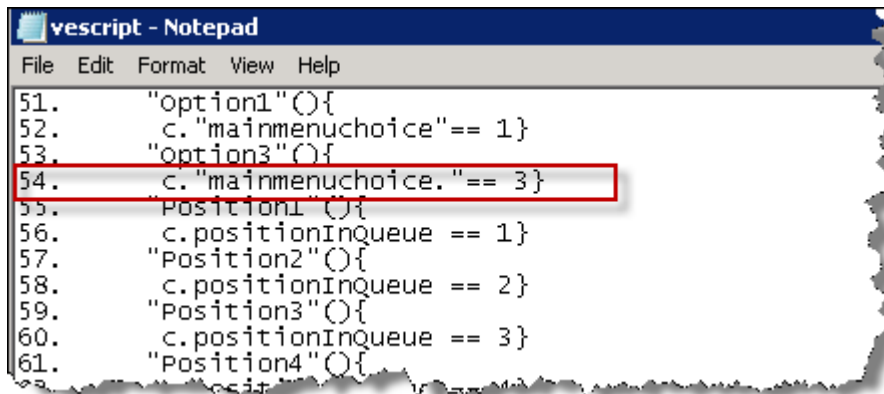 vescript - Notepad
File Edit Format View Help
51. "Option1"(){
52. c."mainmenuchoice"== 1}
53. "Option3"(){
54. c."mainmenuchoice."== 3}
55. "Position1"(){
56. c.positionInQueue == 1}
57. "Position2"(){
58. c.positionInQueue == 2}
59. "Position3"(){
60. c.positionInQueue == 3}
61. "Position4"(){